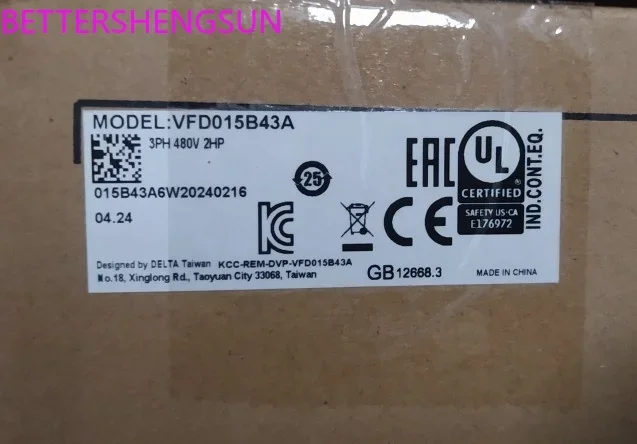 BETTERSHENGSUN
MODEL:VFD015B43A
3PH 480V 2HP
015B43A6W20240216
04.24
25
EAC
UL
®
CERTIFIED
SAFETY US-CA
E176972
IND.CONT.EQ.
KC
CE
Designed by DELTA Taiwan KCC-REM-DVP-VFD015B43A
No.18, Xinglong Rd., Taoyuan City 33068, Taiwan
GB12668.3
MADE IN CHINA